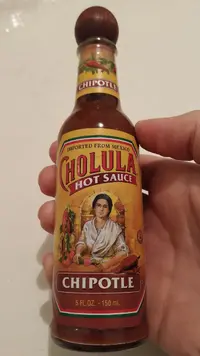 CHIPOTLE
IMPORTED FROM MEXICO
CHOLULA
HOT SAUCE
CHIPOTLE
5 FL OZ. - 150 mL